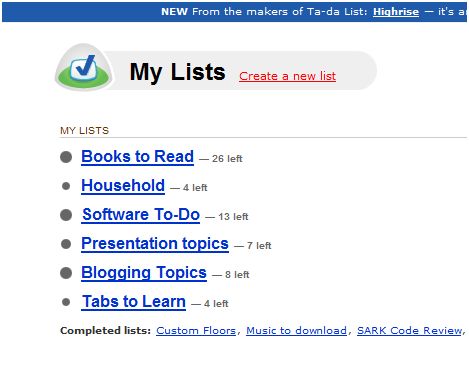 NEW From the makers of Ta-da List: Highrise — it's a
My Lists Create a new list
MY LISTS
Books to Read — 26 left
Household — 4 left
Software To-Do — 13 left
Presentation topics — 7 left
Blogging Topics — 8 left
Tabs to Learn — 4 left
Completed lists: Custom Floors, Music to download, SARK Code Review,